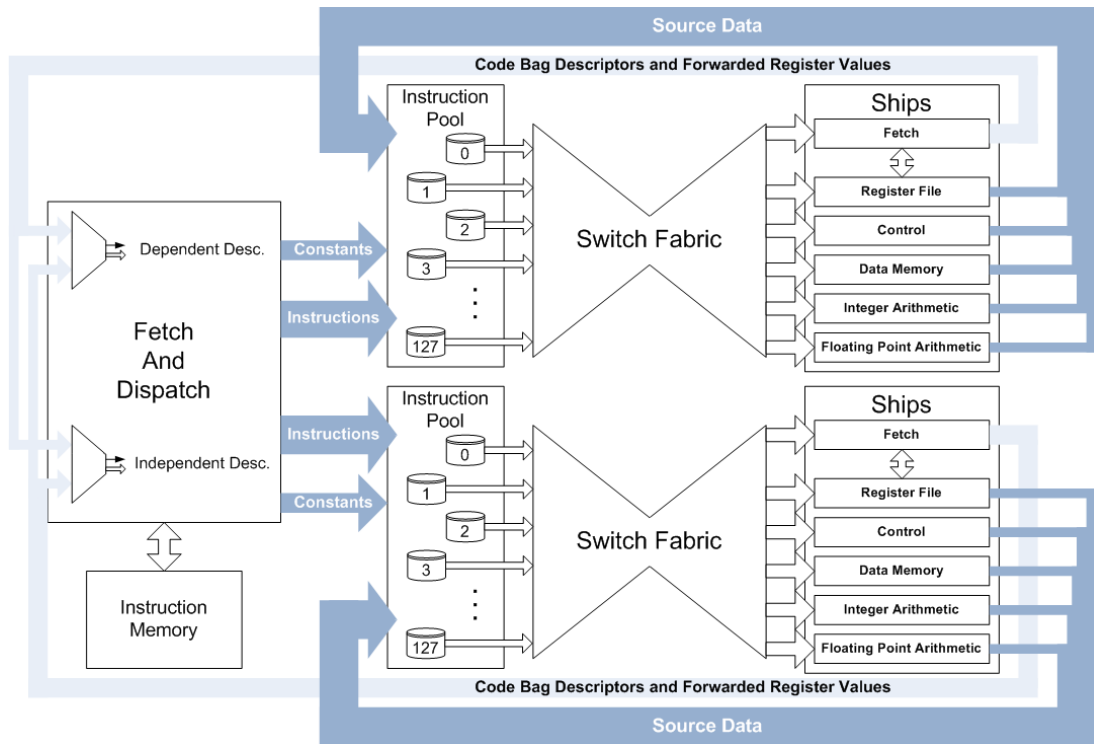 Source Data
Code Bag Descriptors and Forwarded Register Values
Instruction
Pool
0
1
2
3
127
Switch Fabric
Ships
Fetch
Register File
Control
Data Memory
Integer Arithmetic
Floating Point Arithmetic
Dependent Desc.
Constants
Instructions
Fetch
And
Dispatch
Independent Desc.
Instructions
Constants
Instruction
Memory
Instruction
Pool
0
1
2
3
127
Switch Fabric
Ships
Fetch
Register File
Control
Data Memory
Integer Arithmetic
Floating Point Arithmetic
Code Bag Descriptors and Forwarded Register Values
Source Data